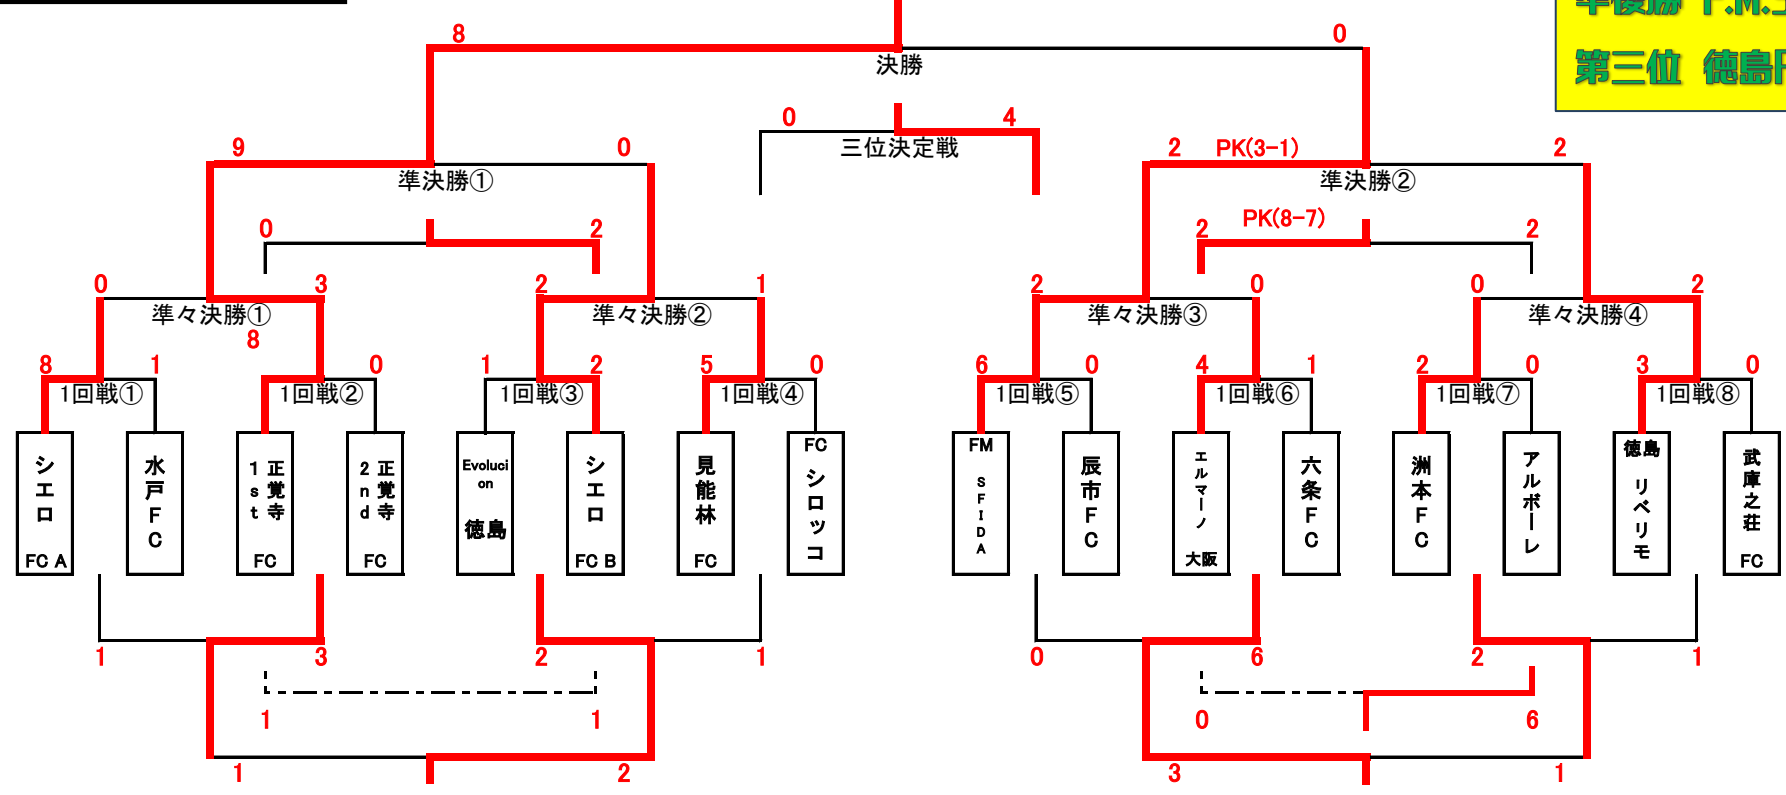 準優勝 F.M.
第三位 徳島
8 0
決勝
0 4
三位決定戦
9 0
準決勝①
2 PK(3-1) 2
準決勝②
0 2
2 PK(8-7) 2
0 3 2 1
準々決勝① 準々決勝②
2 0 0 2
準々決勝③ 準々決勝④
8 1 8 0 1 2 5 0
1回戦① 1回戦② 1回戦③ 1回戦④
6 0 4 1 2 0 3 0
1回戦⑤ 1回戦⑥ 1回戦⑦ 1回戦⑧
シエロ FC A
水戸FC
正覚寺 1st FC
正覚寺 2nd FC
Evolucion 徳島
シエロ FC B
見能林 FC
FC シロッコ
FM SFIDA
辰市FC
エルマーノ 大阪
六条FC
洲本FC
アルボーレ
徳島 リベリモ
武庫之荘 FC
1 3 2 1
0 6 2 1
1 1
0 6
1 2
3 1